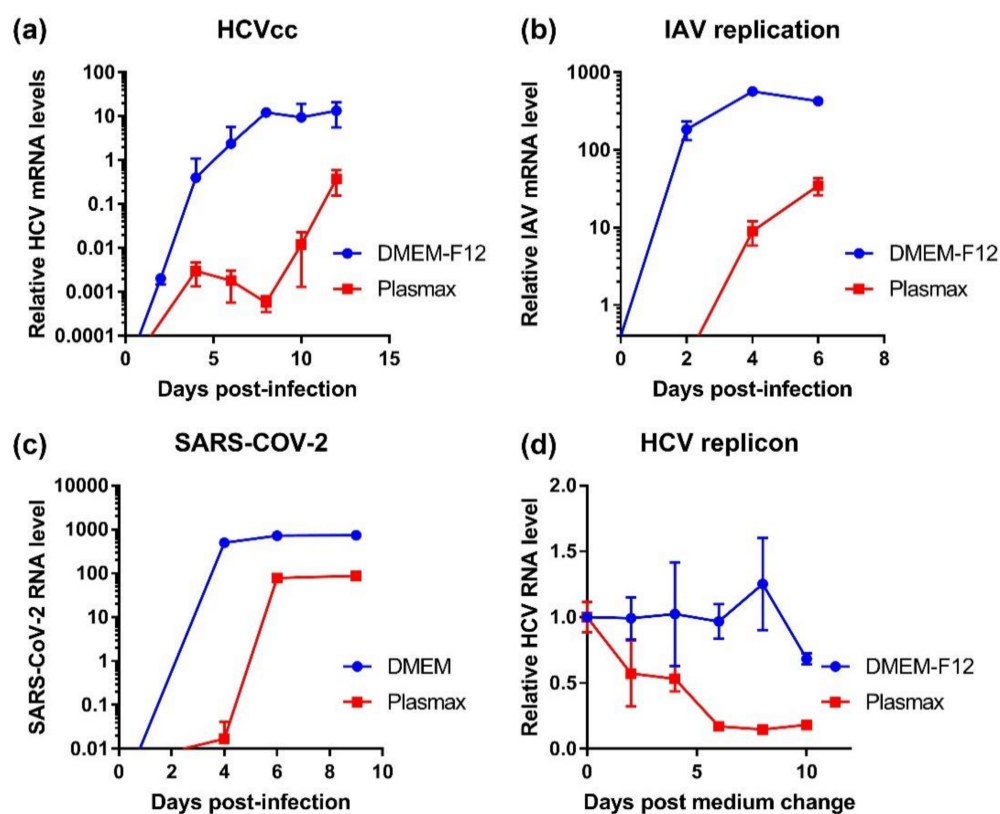 (a) HCVcc
Relative HCV mRNA levels
100
10
1
0.1
0.01
0.001
0.0001
0 5 10 15
Days post-infection
DMEM-F12
Plasmax
(b) IAV replication
Relative IAV mRNA level
1000
100
10
1
0 2 4 6 8
Days post-infection
DMEM-F12
Plasmax
(c) SARS-COV-2
SARS-CoV-2 RNA level
10000
1000
100
10
1
0.1
0.01
0 2 4 6 8 10
Days post-infection
DMEM
Plasmax
(d) HCV replicon
Relative HCV RNA level
2.0
1.5
1.0
0.5
0.0
0 5 10
Days post medium change
DMEM-F12
Plasmax